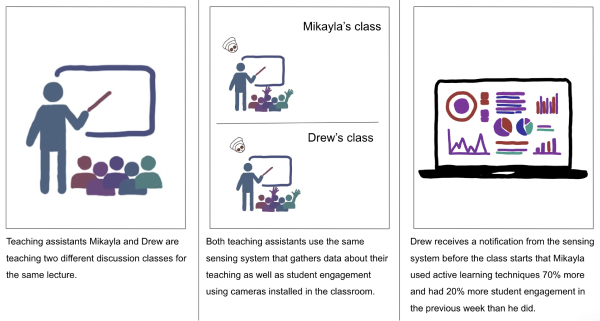 Mikayla's class
Drew's class
Teaching assistants Mikayla and Drew are
teaching two different discussion classes for
the same lecture.
Both teaching assistants use the same
sensing system that gathers data about their
teaching as well as student engagement
using cameras installed in the classroom.
Drew receives a notification from the sensing
system before the class starts that Mikayla
used active learning techniques 70% more
and had 20% more student engagement in
the previous week than he did.